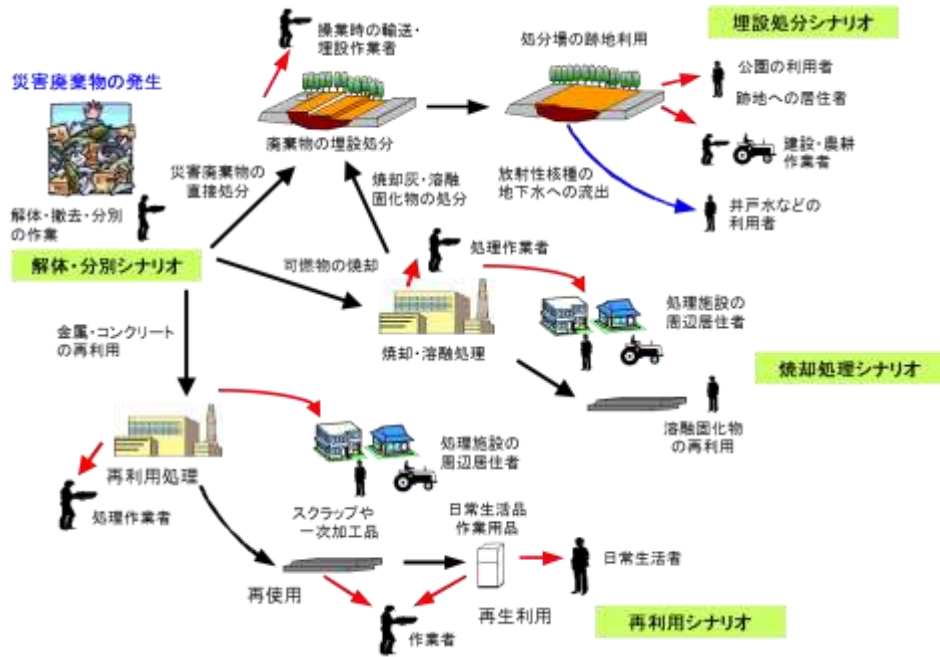 操業時の輸送・
埋設作業者
処分場の跡地利用
埋設処分シナリオ
災害廃棄物の発生
公園の利用者
跡地への居住者
廃棄物の埋設処分
建設・農耕
作業者
災害廃棄物の
直接処分
焼却灰・溶融
固化物の処分
放射性核種の
地下水への流出
井戸水などの
利用者
解体・撤去・分別
の作業
解体・分別シナリオ
可燃物の焼却
処理作業者
処理施設の
周辺居住者
金属・コンクリート
の再利用
焼却・溶融処理
焼却処理シナリオ
溶融固化物
の再利用
再利用処理
処理施設の
周辺居住者
処理作業者
スクラップや
一次加工品
日常生活品
作業用品
日常生活者
再使用
再生利用
作業者
再利用シナリオ